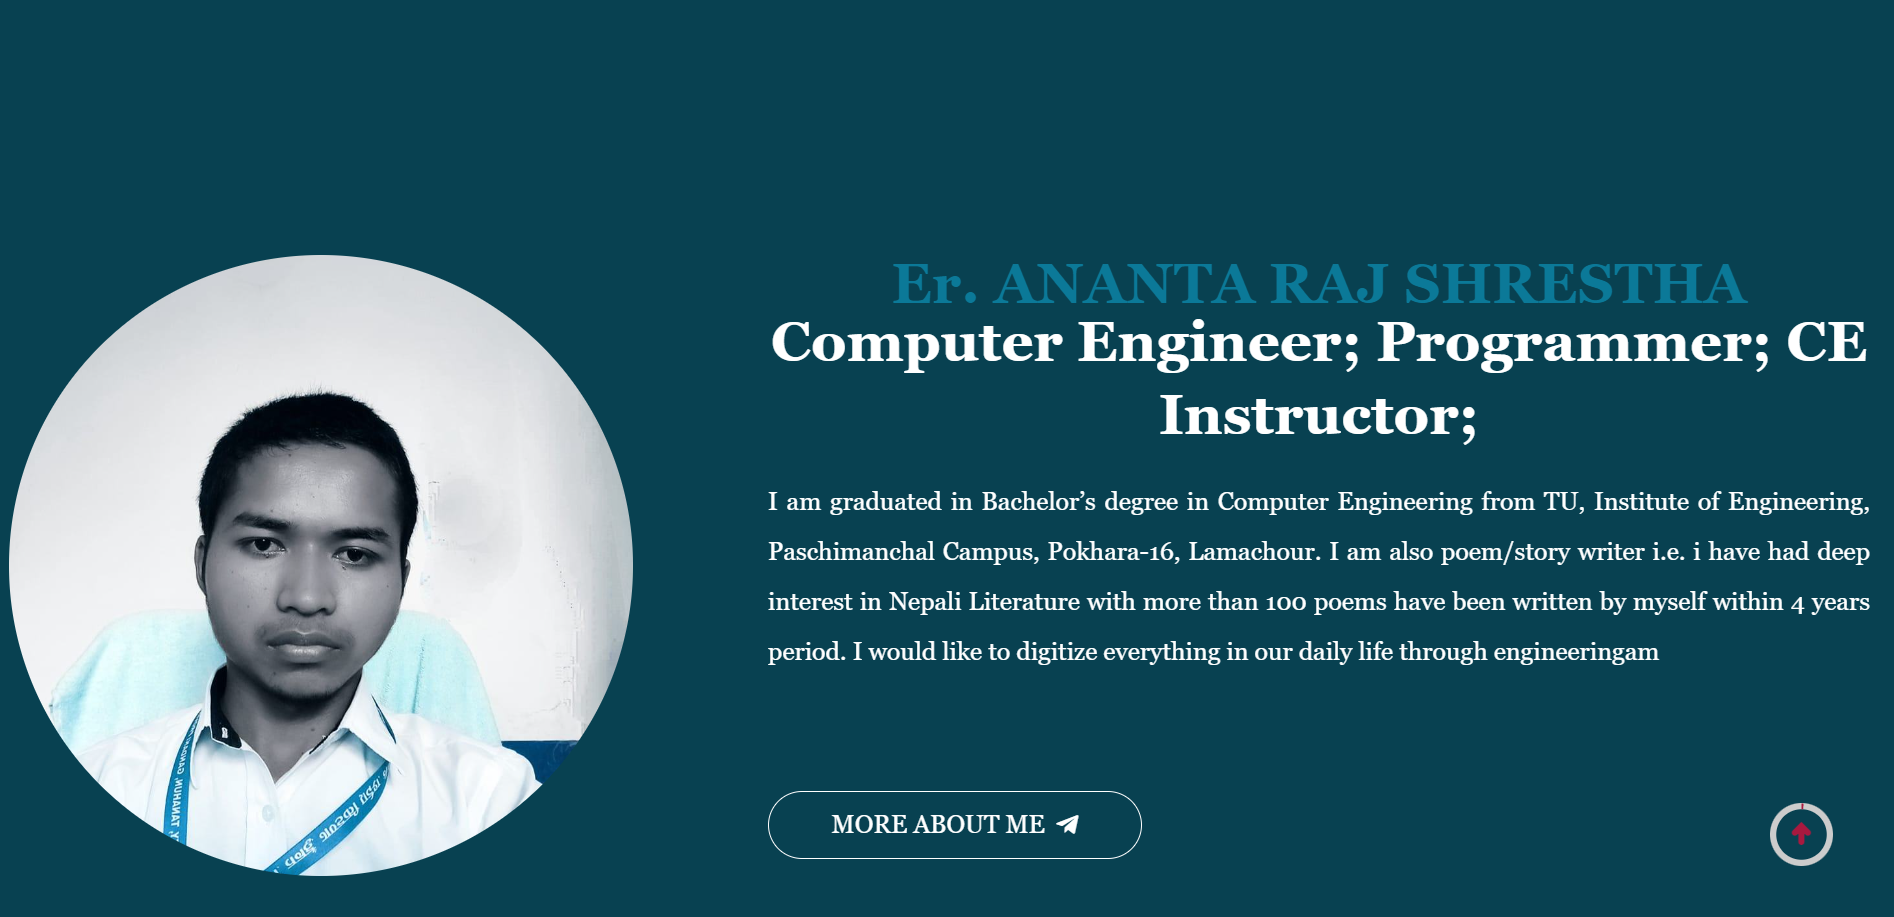 Er. ANANTA RAJ SHRESTHA
Computer Engineer; Programmer; CE
Instructor;
I am graduated in Bachelor’s degree in Computer Engineering from TU, Institute of Engineering,
Paschimanchal Campus, Pokhara-16, Lamachour. I am also poem/story writer i.e. i have had deep
interest in Nepali Literature with more than 100 poems have been written by myself within 4 years
period. I would like to digitize everything in our daily life through engineeringam
MORE ABOUT ME